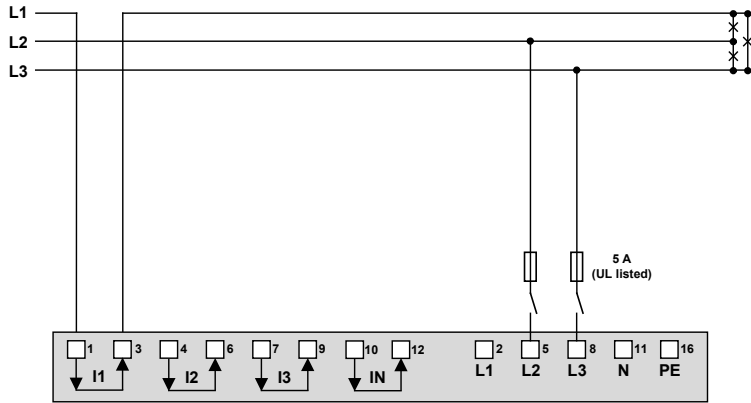 L1
L2
L3
5 A
(UL listed)
1 3 4 6 7 9 10 12 2 5 8 11 16
I1 I2 I3 IN L1 L2 L3 N PE